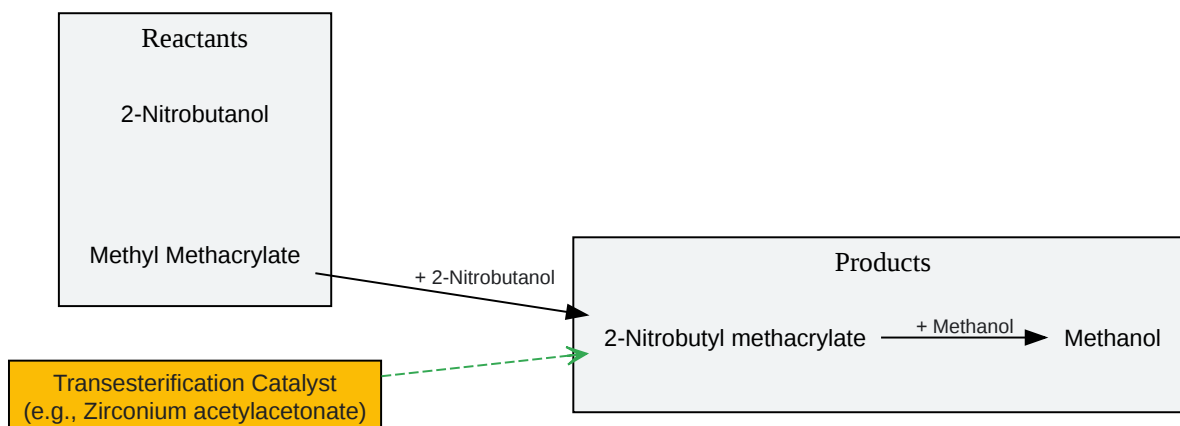 Reactants
2-Nitrobutanol
Methyl Methacrylate
+ 2-Nitrobutanol
Products
2-Nitrobutyl methacrylate
+ Methanol
Methanol
Transesterification Catalyst
(e.g., Zirconium acetylacetonate)